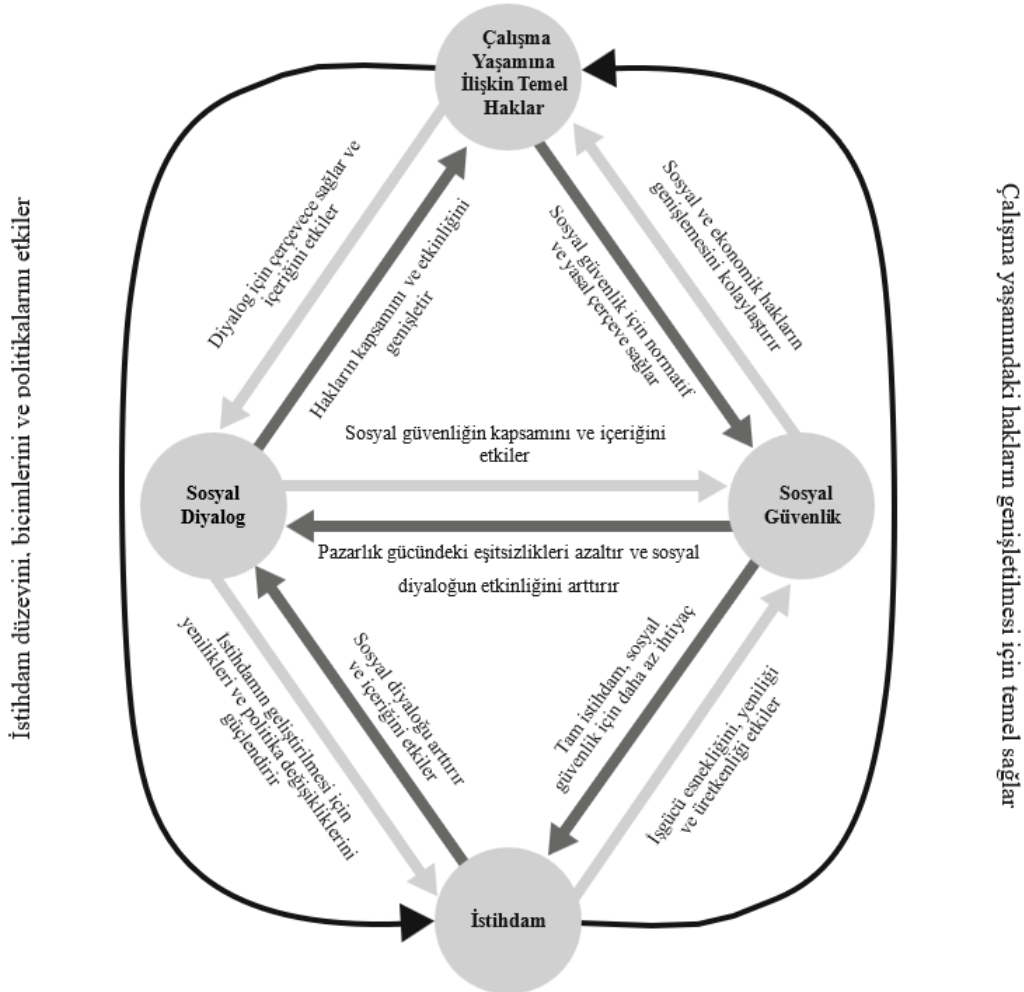 Çalışma
Yaşamına
İlişkin Temel
Haklar
Diyalog için çerçevece sağlar ve
içeriğini etkiler
Hakların kapsamını ve etkinliğini
genişletir
Sosyal güvenlik için normatif
ve yasal çerçeve sağlar
Sosyal ve ekonomik hakların
genişlemesini kolaylaştırır
İstihdam düzeyini, biçimlerini ve politikalarını etkiler
Çalışma yaşamındaki hakların genişletilmesi için temel sağlar
Sosyal güvenliğin kapsamını ve içeriğini
etkiler
Sosyal
Diyalog
Sosyal
Güvenlik
Pazarlık gücündeki eşitsizlikleri azaltır ve sosyal
diyaloğun etkinliğini arttırır
İstihdamın geliştirilmesi için
yenilikleri ve politika değişikliklerini
güçlendirir
Sosyal diyaloğu arttırır
ve içeriğini etkiler
Tam istihdam, sosyal
güvenlik için daha az ihtiyaç
İşgücü esnekliğini, yeniliği
ve üretkenliği etkiler
İstihdam